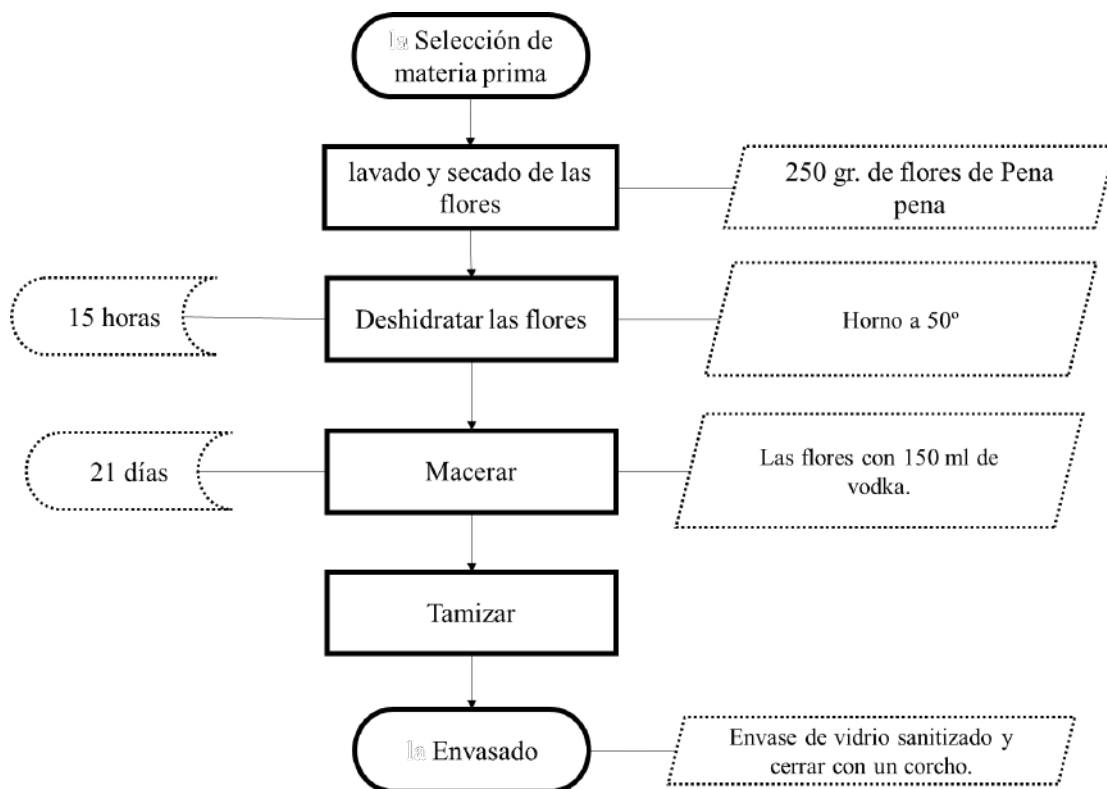 la Selección de
materia prima
lavado y secado de las
flores
250 gr. de flores de Pena
pena
15 horas
Deshidratar las flores
Horno a 50º
21 días
Macerar
Las flores con 150 ml de
vodka.
Tamizar
la Envasado
Envase de vidrio sanitizado y
cerrar con un corcho.